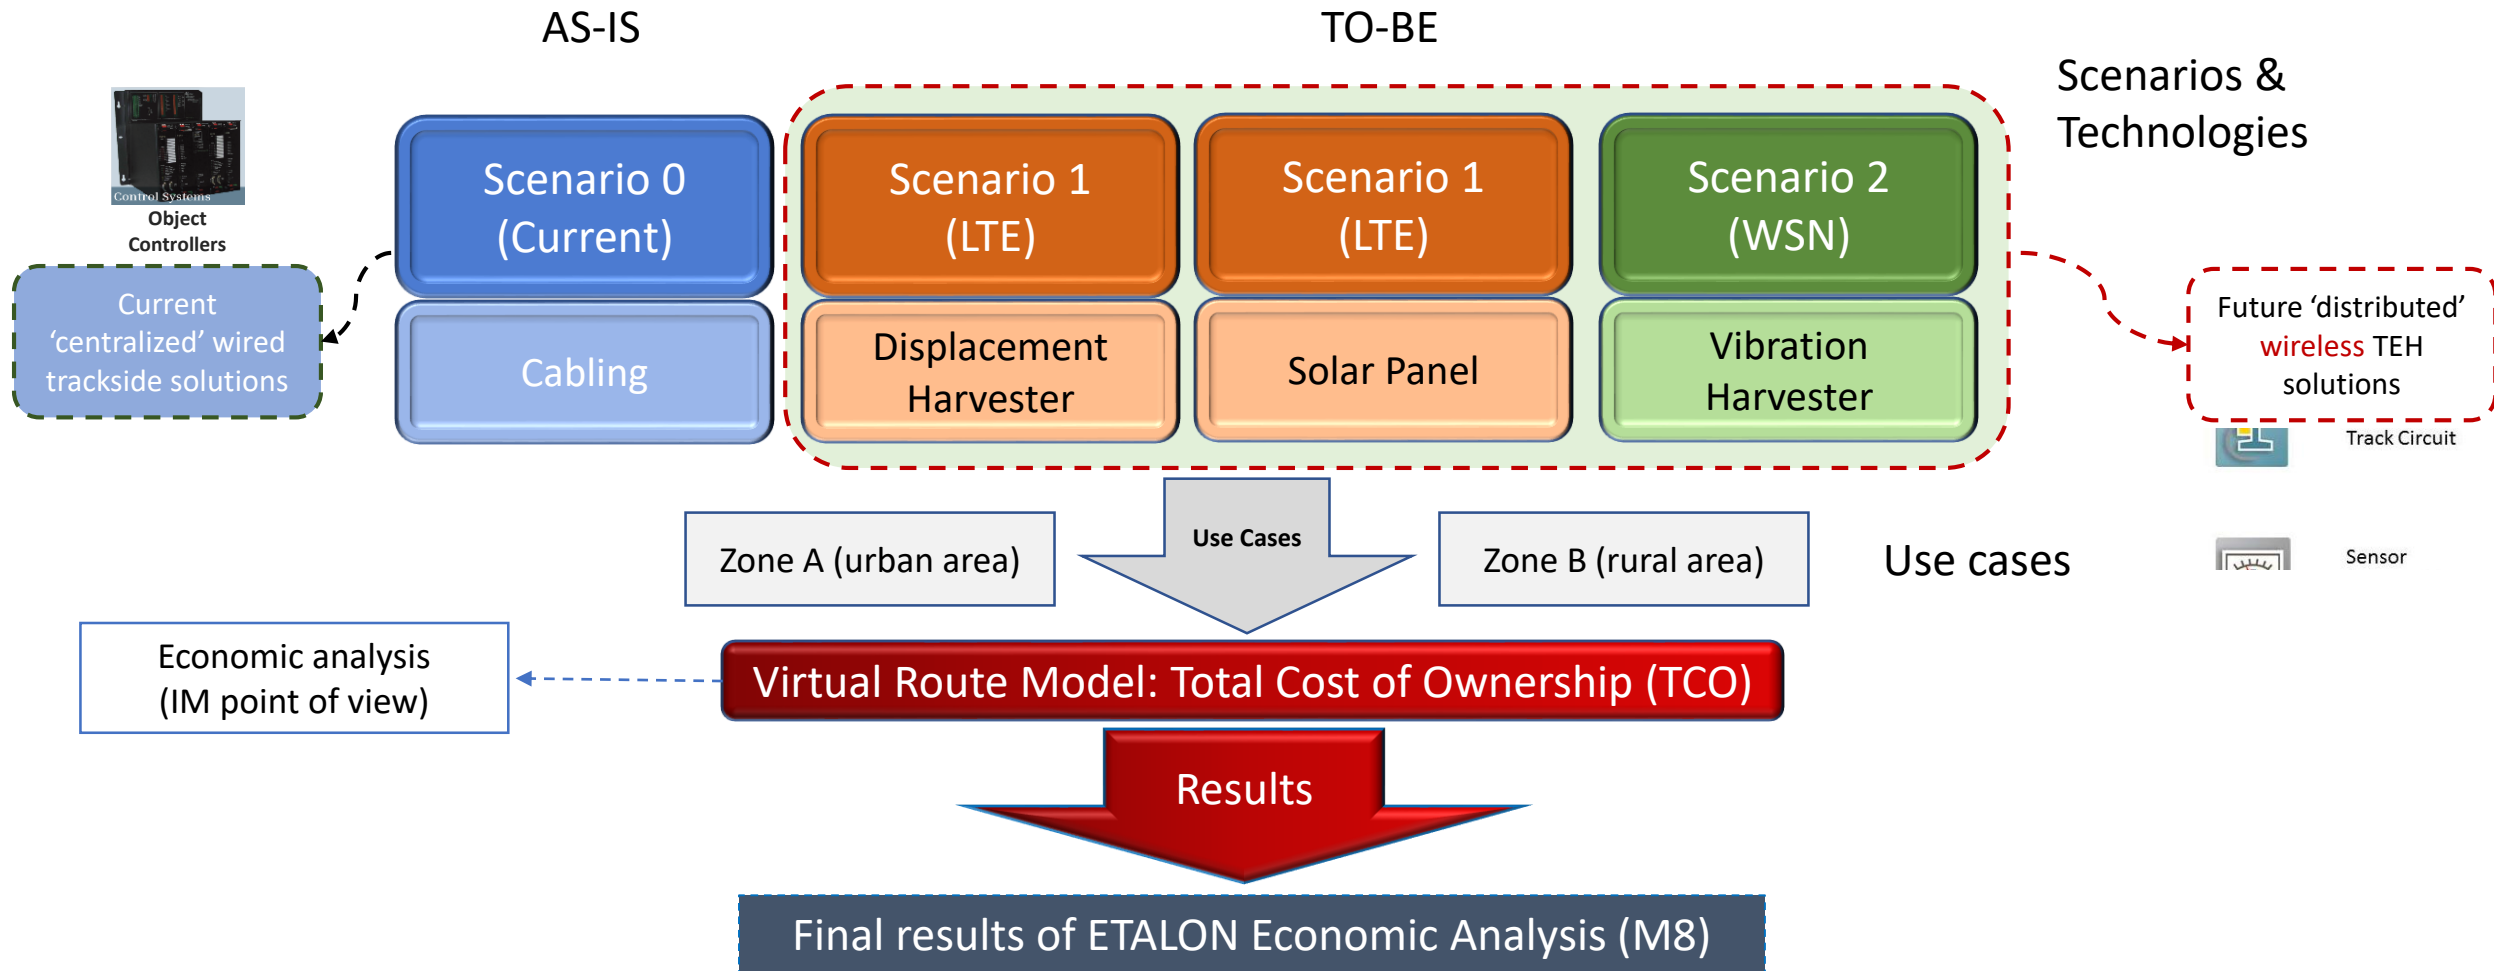 AS-IS
TO-BE
Scenarios &
Technologies
Control Systems
Object
Controllers
Current
‘centralized’ wired
trackside solutions
Scenario 0
(Current)
Cabling
Scenario 1
(LTE)
Displacement
Harvester
Scenario 1
(LTE)
Solar Panel
Scenario 2
(WSN)
Vibration
Harvester
Future ‘distributed’
wireless TEH
solutions
Track Circuit
Sensor
Zone A (urban area)
Use Cases
Zone B (rural area)
Use cases
Economic analysis
(IM point of view)
Virtual Route Model: Total Cost of Ownership (TCO)
Results
Final results of ETALON Economic Analysis (M8)